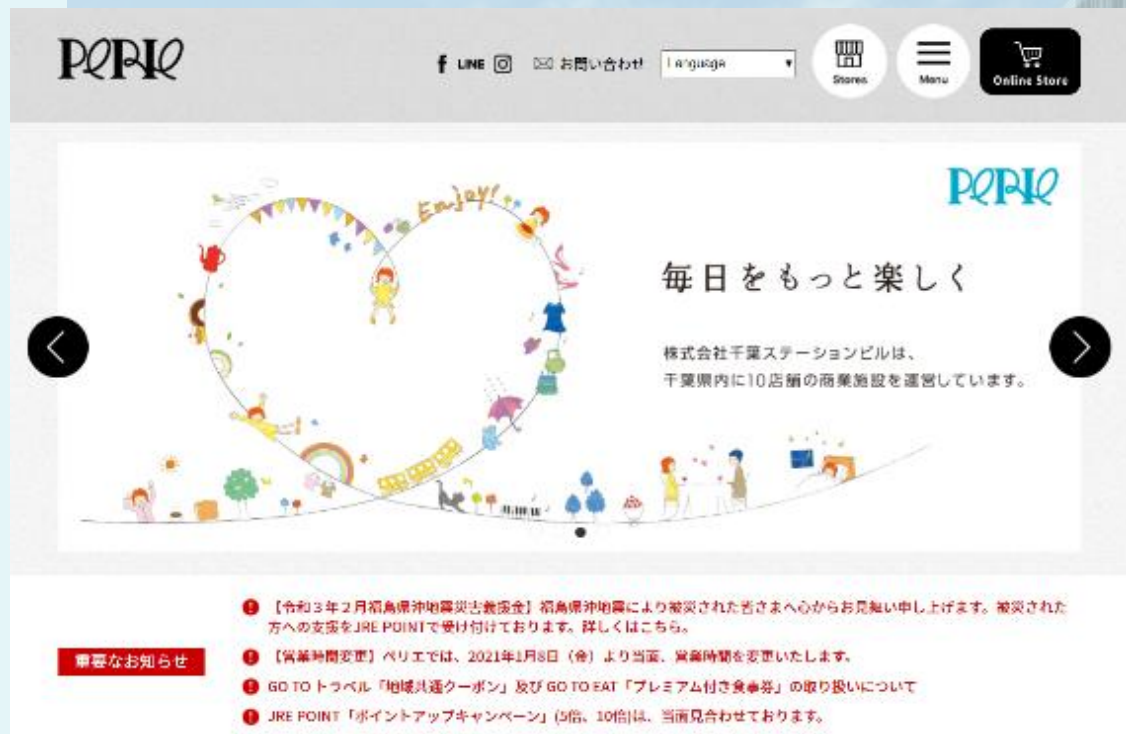 PERIE
f LINE お問い合わせ Language
Stores
Menu
Online Store
Enjoy!
PERIE
毎日をもっと楽しく
株式会社千葉ステーションビルは、
千葉県内に10店舗の商業施設を運営しています。
重要なお知らせ
【令和3年2月福島県沖地震災害義援金】福島県沖地震により被災された皆さまへ心からお見舞い申し上げます。被災された
方への支援をJRE POINTで受け付けております。詳しくはこちら。
【営業時間変更】ペリエでは、2021年1月8日（金）より当面、営業時間を変更いたします。
GO TO トラベル「地域共通クーポン」及び GO TO EAT「プレミアム付き食事券」の取り扱いについて
JRE POINT「ポイントアップキャンペーン」(5倍、10倍)は、当面見合わせております。